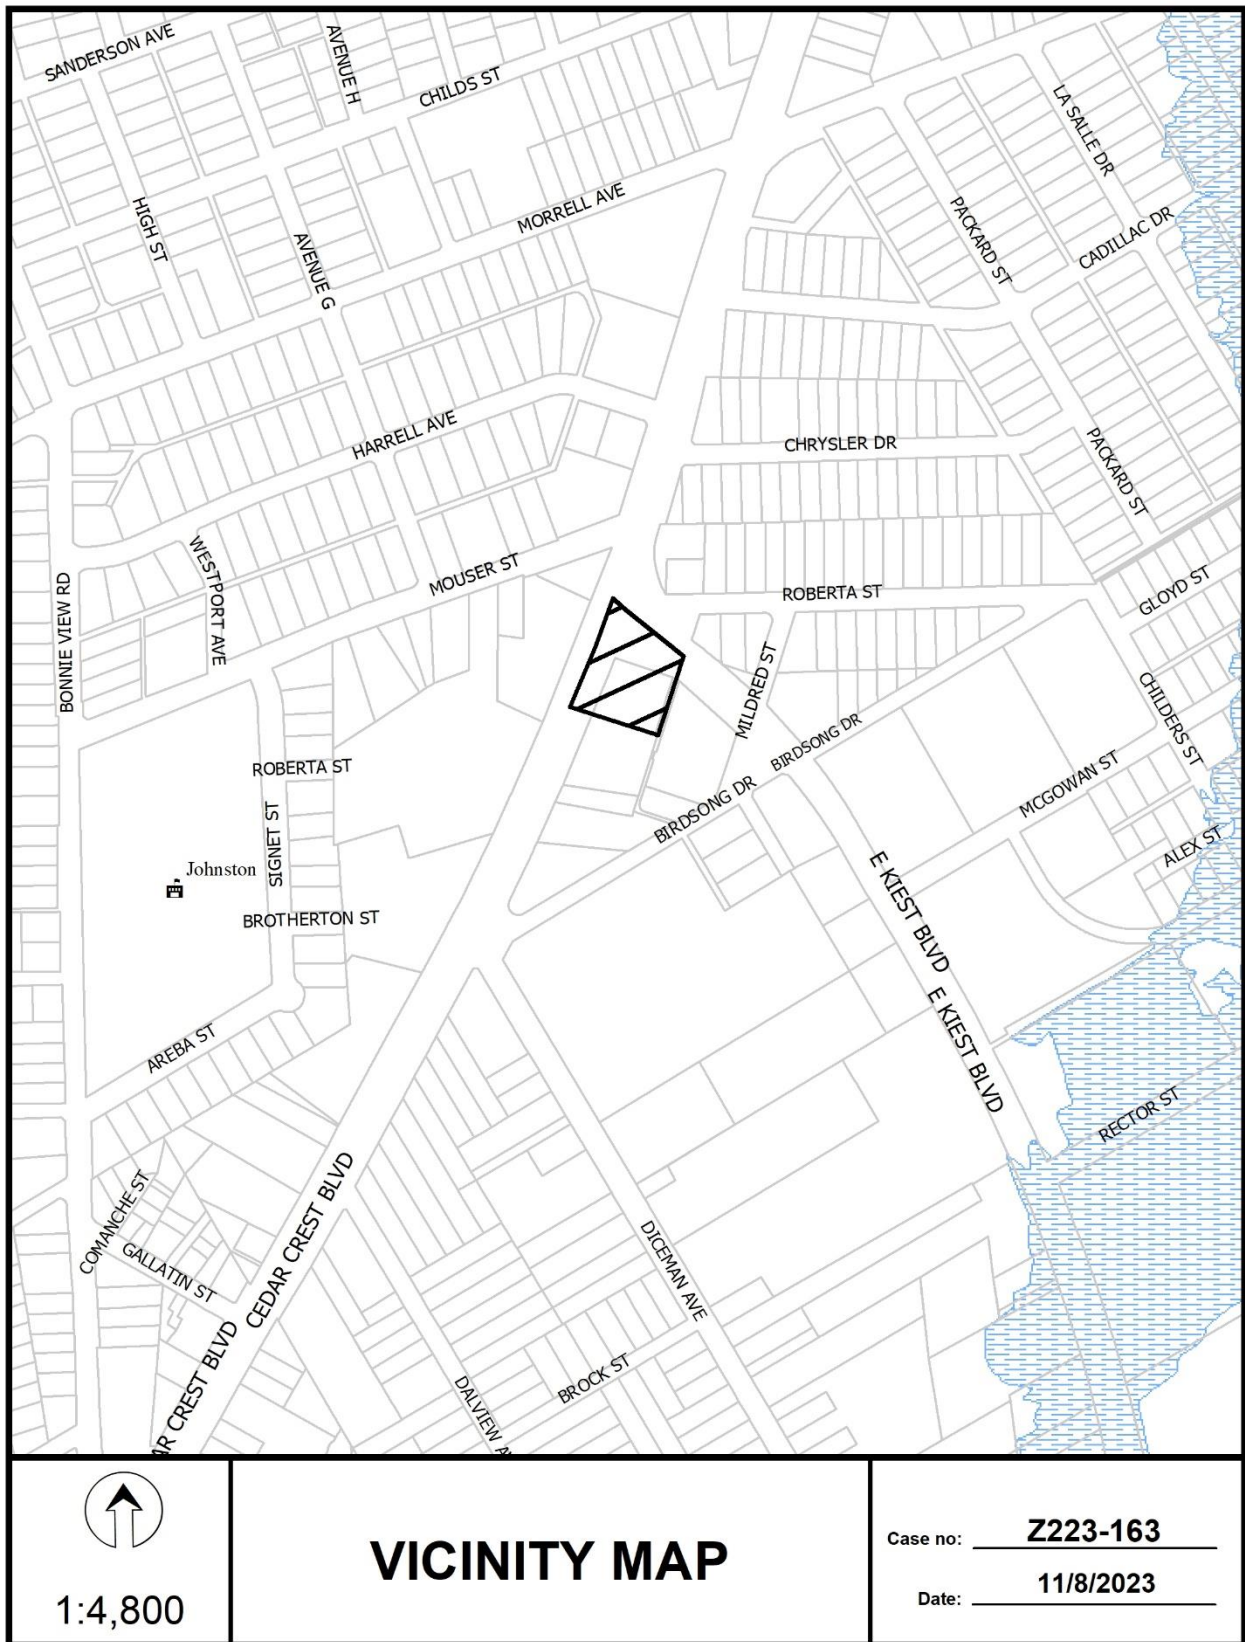 SANDERSON AVE
AVENUE H
CHILDS ST
LA SALLE DR
HIGH ST
MORRELL AVE
PACKARD ST
CADILLAC DR
AVENUE G
HARRELL AVE
CHRYSLER DR
PACKARD ST
WESTPORT AVE
MOUSER ST
ROBERTA ST
GLOYD ST
BONNIE VIEW RD
MILDRED ST
CHILDERS ST
ROBERTA ST
BIRDSONG DR
BIRDSONG DR
MCGOWAN ST
SIGNET ST
ALEX ST
Johnston
BROTHERTON ST
E KIEST BLVD
E KIEST BLVD
AREBA ST
RECTOR ST
COMANCHE ST
GALLATIN ST
CEDAR CREST BLVD
DICEMAN AVE
AR CREST BLVD
BROCK ST
DALVIEW A
1:4,800
VICINITY MAP
Case no: Z223-163
Date: 11/8/2023